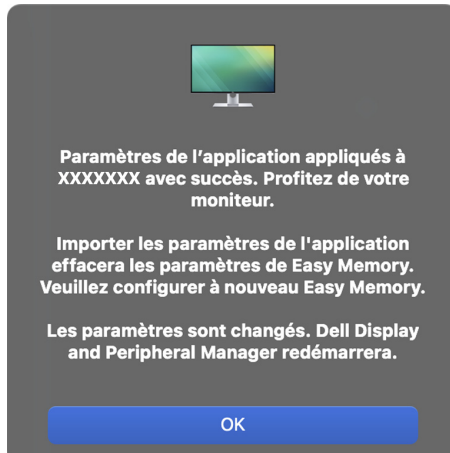 Paramètres de l’application appliqués à
XXXXXXX avec succès. Profitez de votre
moniteur.
Importer les paramètres de l'application
effacera les paramètres de Easy Memory.
Veuillez configurer à nouveau Easy Memory.
Les paramètres sont changés. Dell Display
and Peripheral Manager redémarrera.
OK